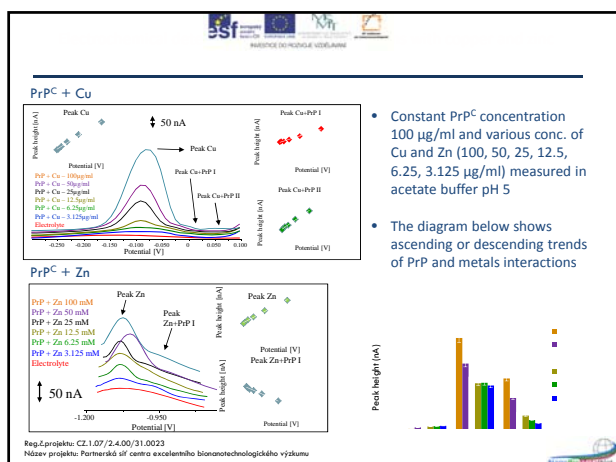 esf
INVESTICE DO ROZVOJE VZDĚLÁVÁNÍ
PrPC + Cu
Peak height [nA]
Peak Cu
Potential [V]
50 nA
Peak Cu
Cu+PrP I
Peak Cu+PrP II
Peak height [nA]
Peak Cu+PrP I
Potential [V]
Peak height [nA]
Peak Cu+PrP II
Potential [V]
PrP + Cu – 100µg/ml
PrP + Cu – 50µg/ml
PrP + Cu – 25µg/ml
PrP + Cu – 12.5µg/ml
PrP + Cu – 6.25µg/ml
PrP + Cu – 3.125µg/ml
Electrolyte
-0.250 -0.200 -0.150 -0.100 -0.050 0 0.050 0.100
Potential [V]
• Constant PrPC concentration
100 µg/ml and various conc. of
Cu and Zn (100, 50, 25, 12.5,
6.25, 3.125 µg/ml) measured in
acetate buffer pH 5
• The diagram below shows
ascending or descending trends
of PrP and metals interactions
PrPC + Zn
PrP + Zn 100 mM
PrP + Zn 50 mM
PrP + Zn 25 mM
PrP + Zn 12.5 mM
PrP + Zn 6.25 mM
PrP + Zn 3.125 mM
Electrolyte
50 nA
Peak Zn
Peak
Zn+PrP I
-1.200 -0.950
Potential [V]
Peak height [nA]
Peak Zn
Potential [V]
Peak height [nA]
Peak Zn+PrP I
Potential [V]
Peak height (nA)
Reg.č.projektu: CZ.1.07/2.4.00/31.0023
Název projektu: Partnerská síť centra excelentního bionanotechnologického výzkumu